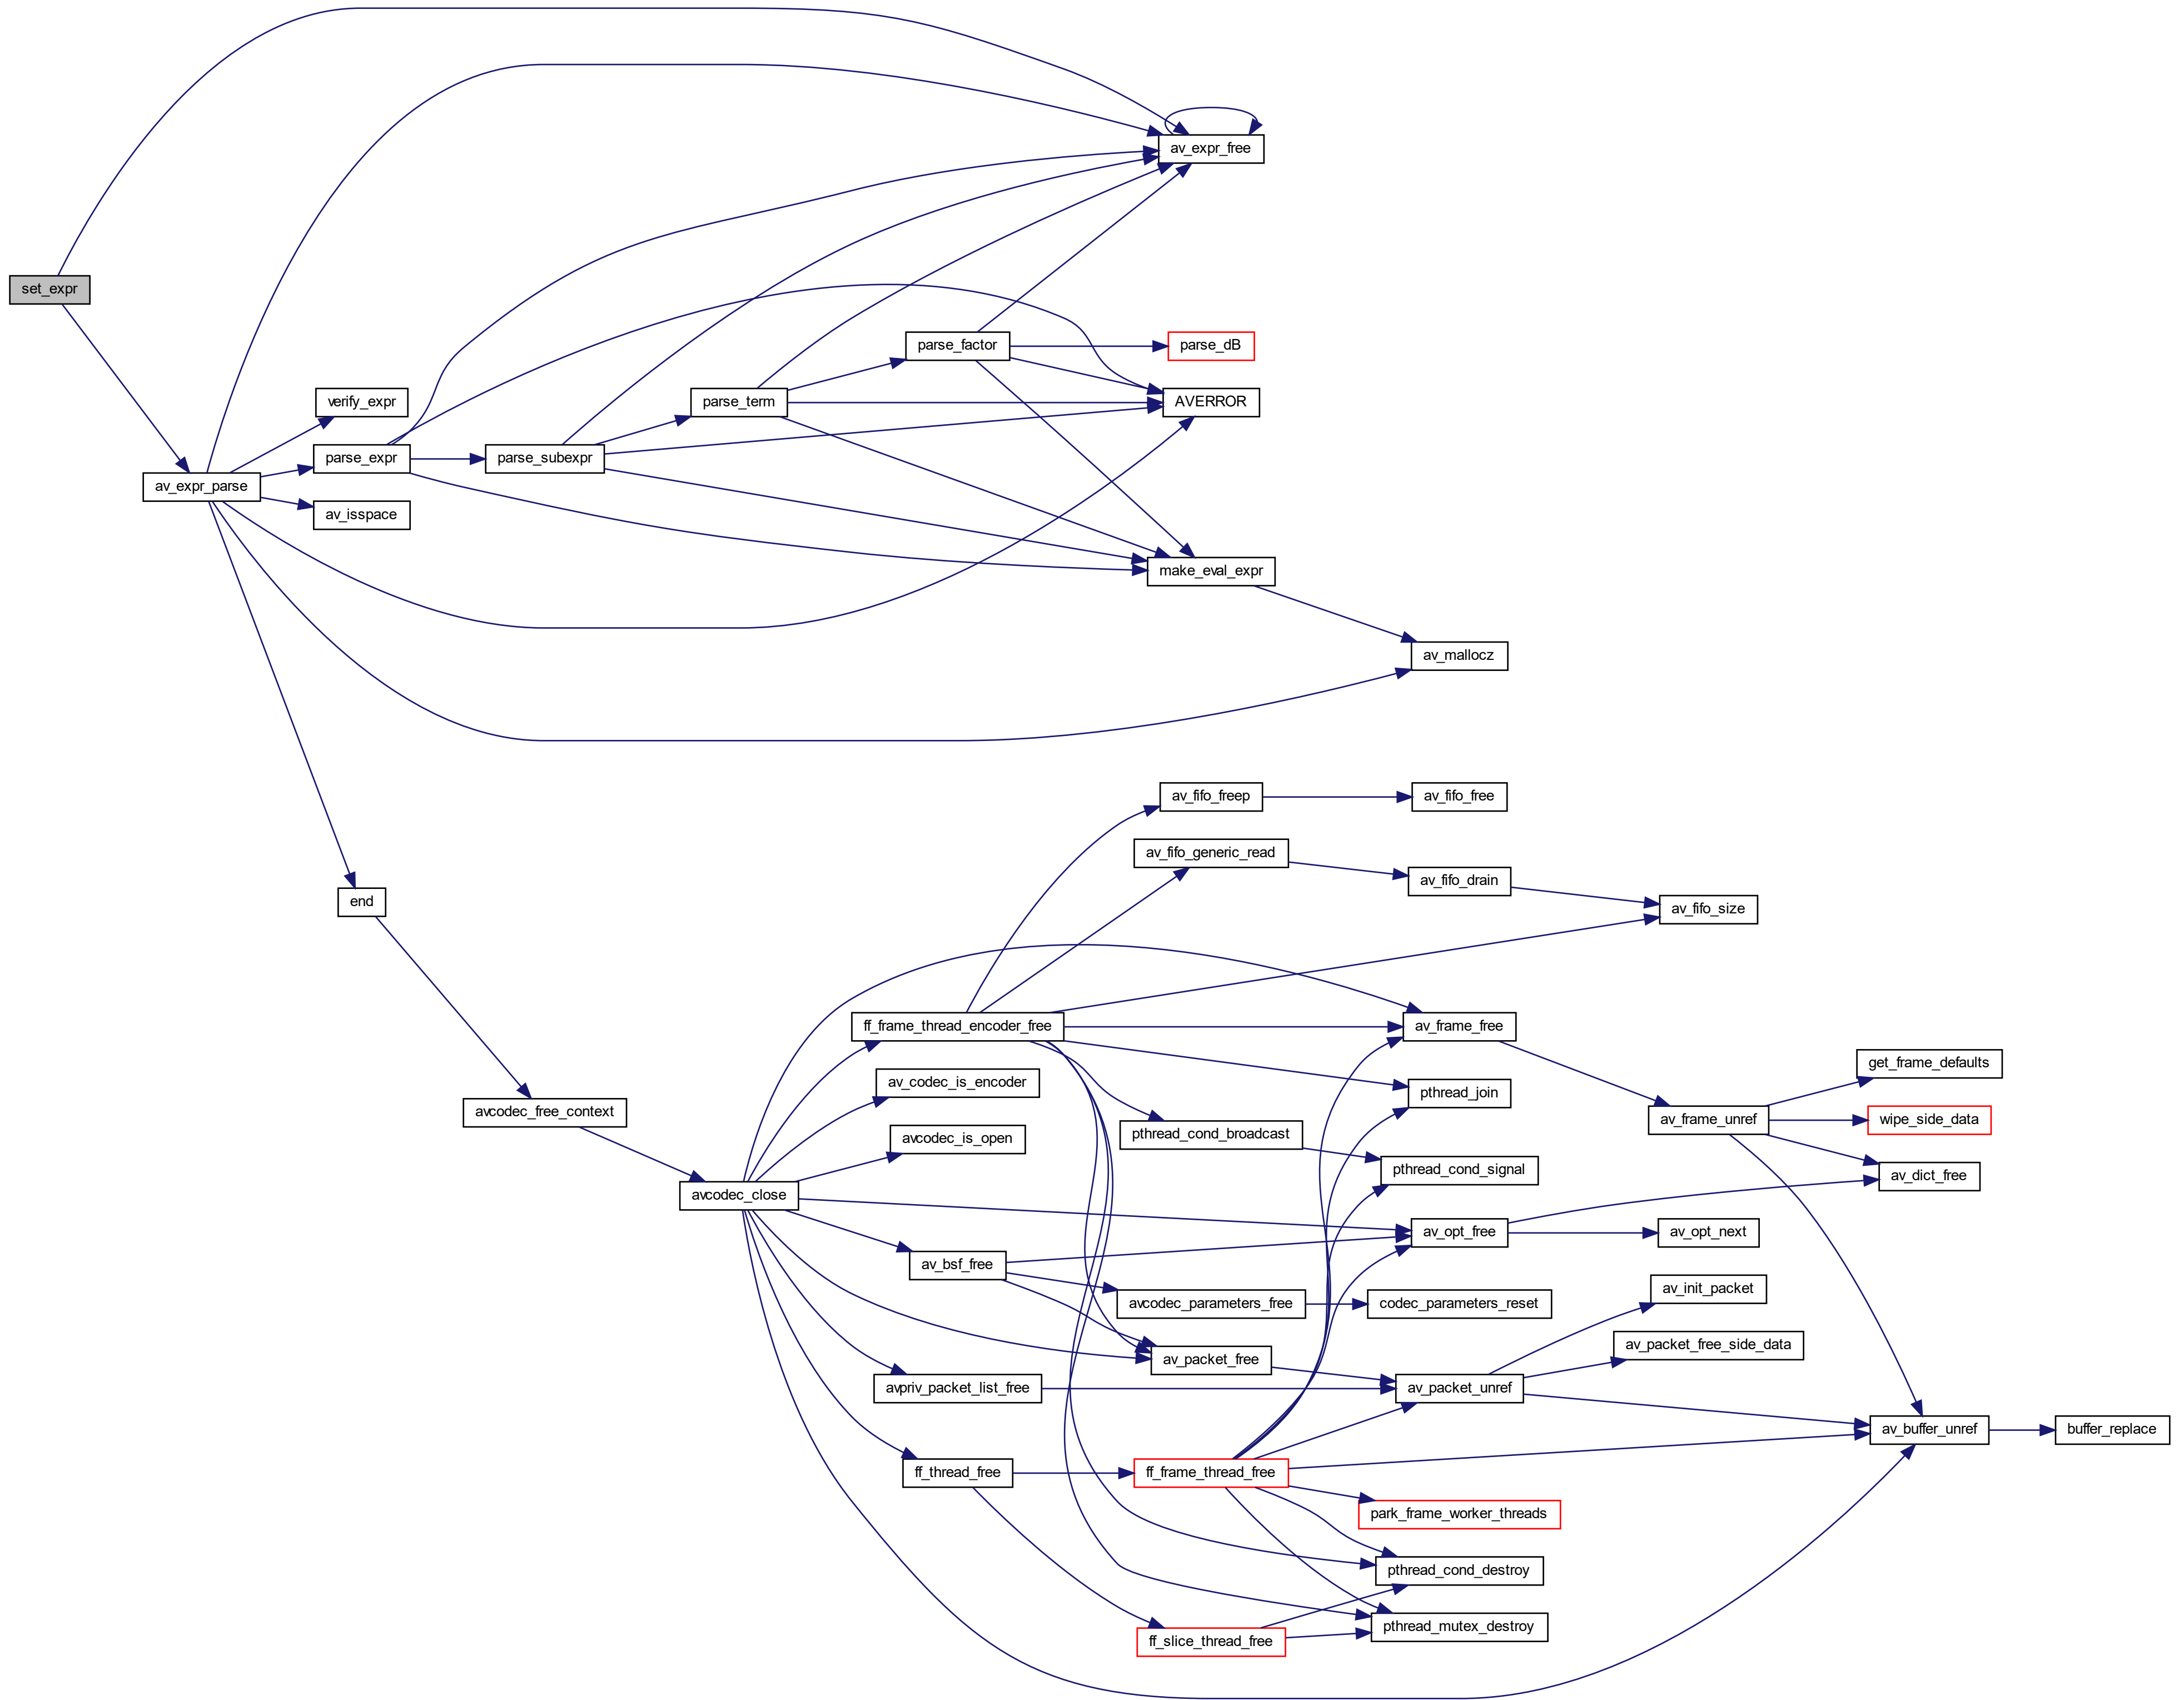 av_expr_free
set_expr
parse_factor
parse_dB
verify_expr
parse_term
AVERROR
parse_expr
parse_subexpr
av_expr_parse
av_isspace
make_eval_expr
av_mallocz
av_fifo_freep
av_fifo_free
av_fifo_generic_read
av_fifo_drain
end
av_fifo_size
ff_frame_thread_encoder_free
av_frame_free
get_frame_defaults
av_codec_is_encoder
pthread_join
avcodec_free_context
av_frame_unref
wipe_side_data
pthread_cond_broadcast
avcodec_is_open
pthread_cond_signal
av_dict_free
avcodec_close
av_opt_free
av_opt_next
av_bsf_free
av_init_packet
avcodec_parameters_free
codec_parameters_reset
av_packet_free_side_data
av_packet_free
avpriv_packet_list_free
av_packet_unref
av_buffer_unref
buffer_replace
ff_thread_free
ff_frame_thread_free
park_frame_worker_threads
pthread_cond_destroy
pthread_mutex_destroy
ff_slice_thread_free